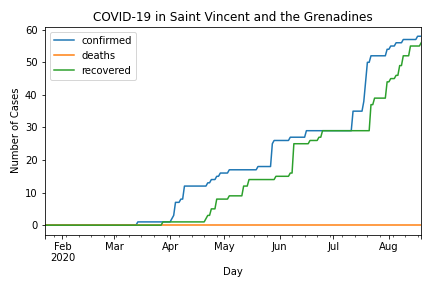 COVID-19 in Saint Vincent and the Grenadines
confirmed
deaths
recovered
Number of Cases
60
50
40
30
20
10
0
Feb
2020
Mar
Apr
May
Jun
Jul
Aug
Day